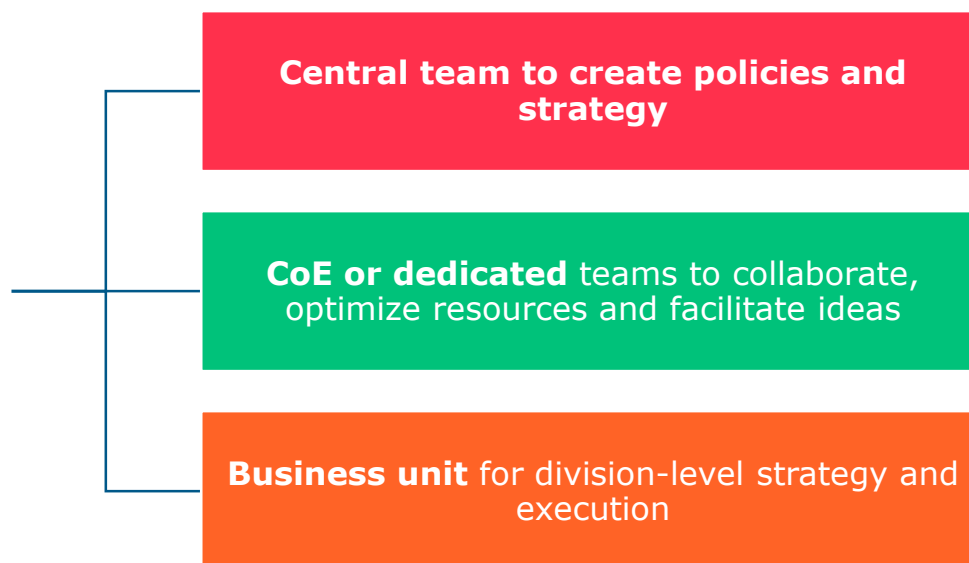 Central team to create policies and
strategy
CoE or dedicated teams to collaborate,
optimize resources and facilitate ideas
Business unit for division-level strategy and
execution